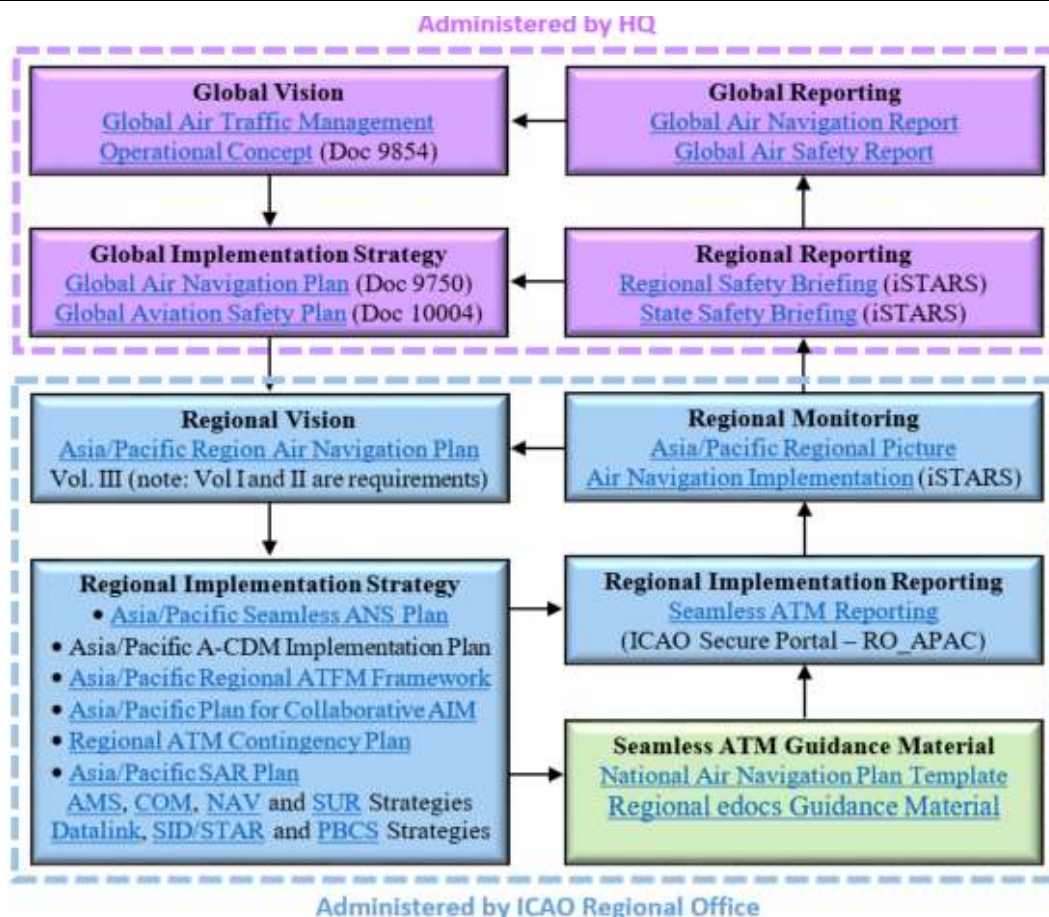 Administered by HQ
Global Vision
Global Air Traffic Management
Operational Concept (Doc 9854)
Global Reporting
Global Air Navigation Report
Global Air Safety Report
Global Implementation Strategy
Global Air Navigation Plan (Doc 9750)
Global Aviation Safety Plan (Doc 10004)
Regional Reporting
Regional Safety Briefing (iSTARS)
State Safety Briefing (iSTARS)
Regional Vision
Asia/Pacific Region Air Navigation Plan
Vol. III (note: Vol I and II are requirements)
Regional Monitoring
Asia/Pacific Regional Picture
Air Navigation Implementation (iSTARS)
Regional Implementation Strategy
• Asia/Pacific Seamless ANS Plan
• Asia/Pacific A-CDM Implementation Plan
• Asia/Pacific Regional ATFM Framework
• Asia/Pacific Plan for Collaborative AIM
• Regional ATM Contingency Plan
• Asia/Pacific SAR Plan
AMS, COM, NAV and SUR Strategies
Datalink, SID/STAR and PBCS Strategies
Regional Implementation Reporting
Seamless ATM Reporting
(ICAO Secure Portal – RO_APAC)
Seamless ATM Guidance Material
National Air Navigation Plan Template
Regional edocs Guidance Material
Administered by ICAO Regional Office